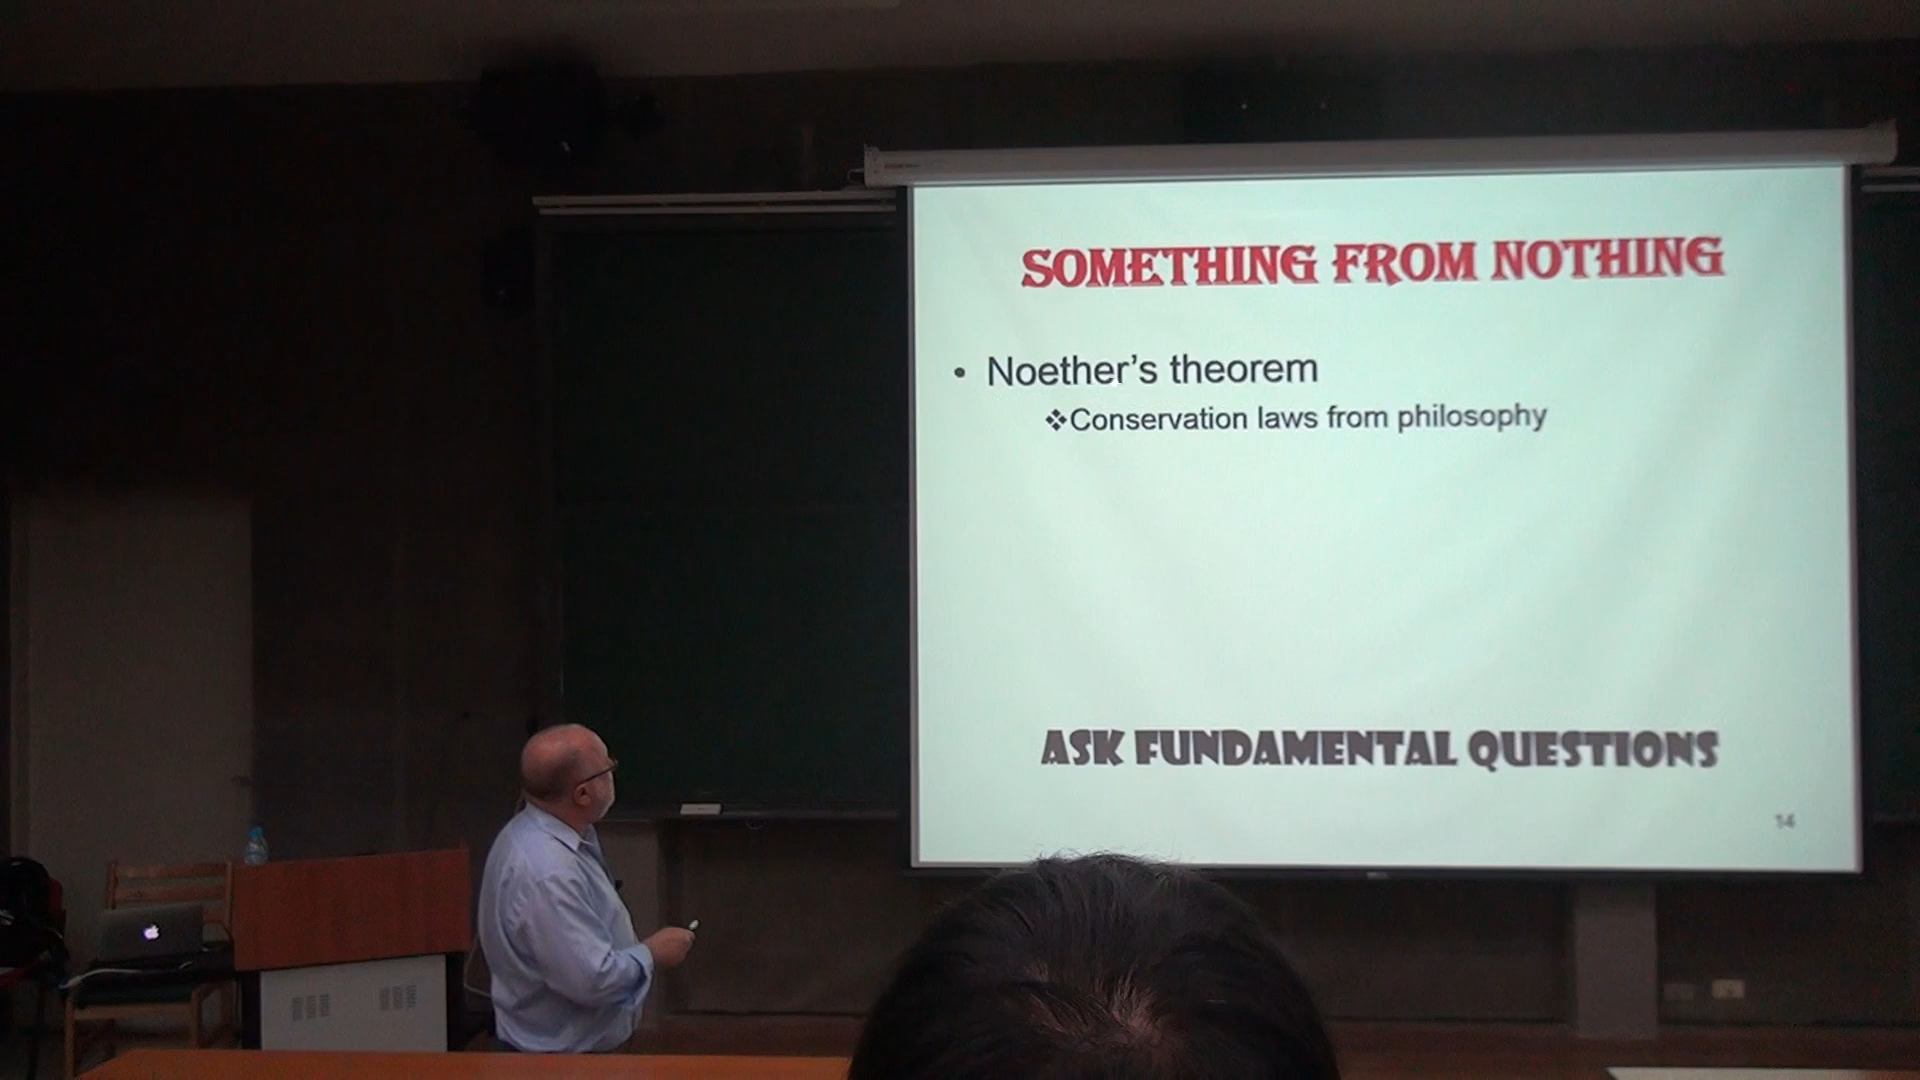 SOMETHING FROM NOTHING
• Noether's theorem
❖Conservation laws from philosophy
ASK FUNDAMENTAL QUESTIONS
14